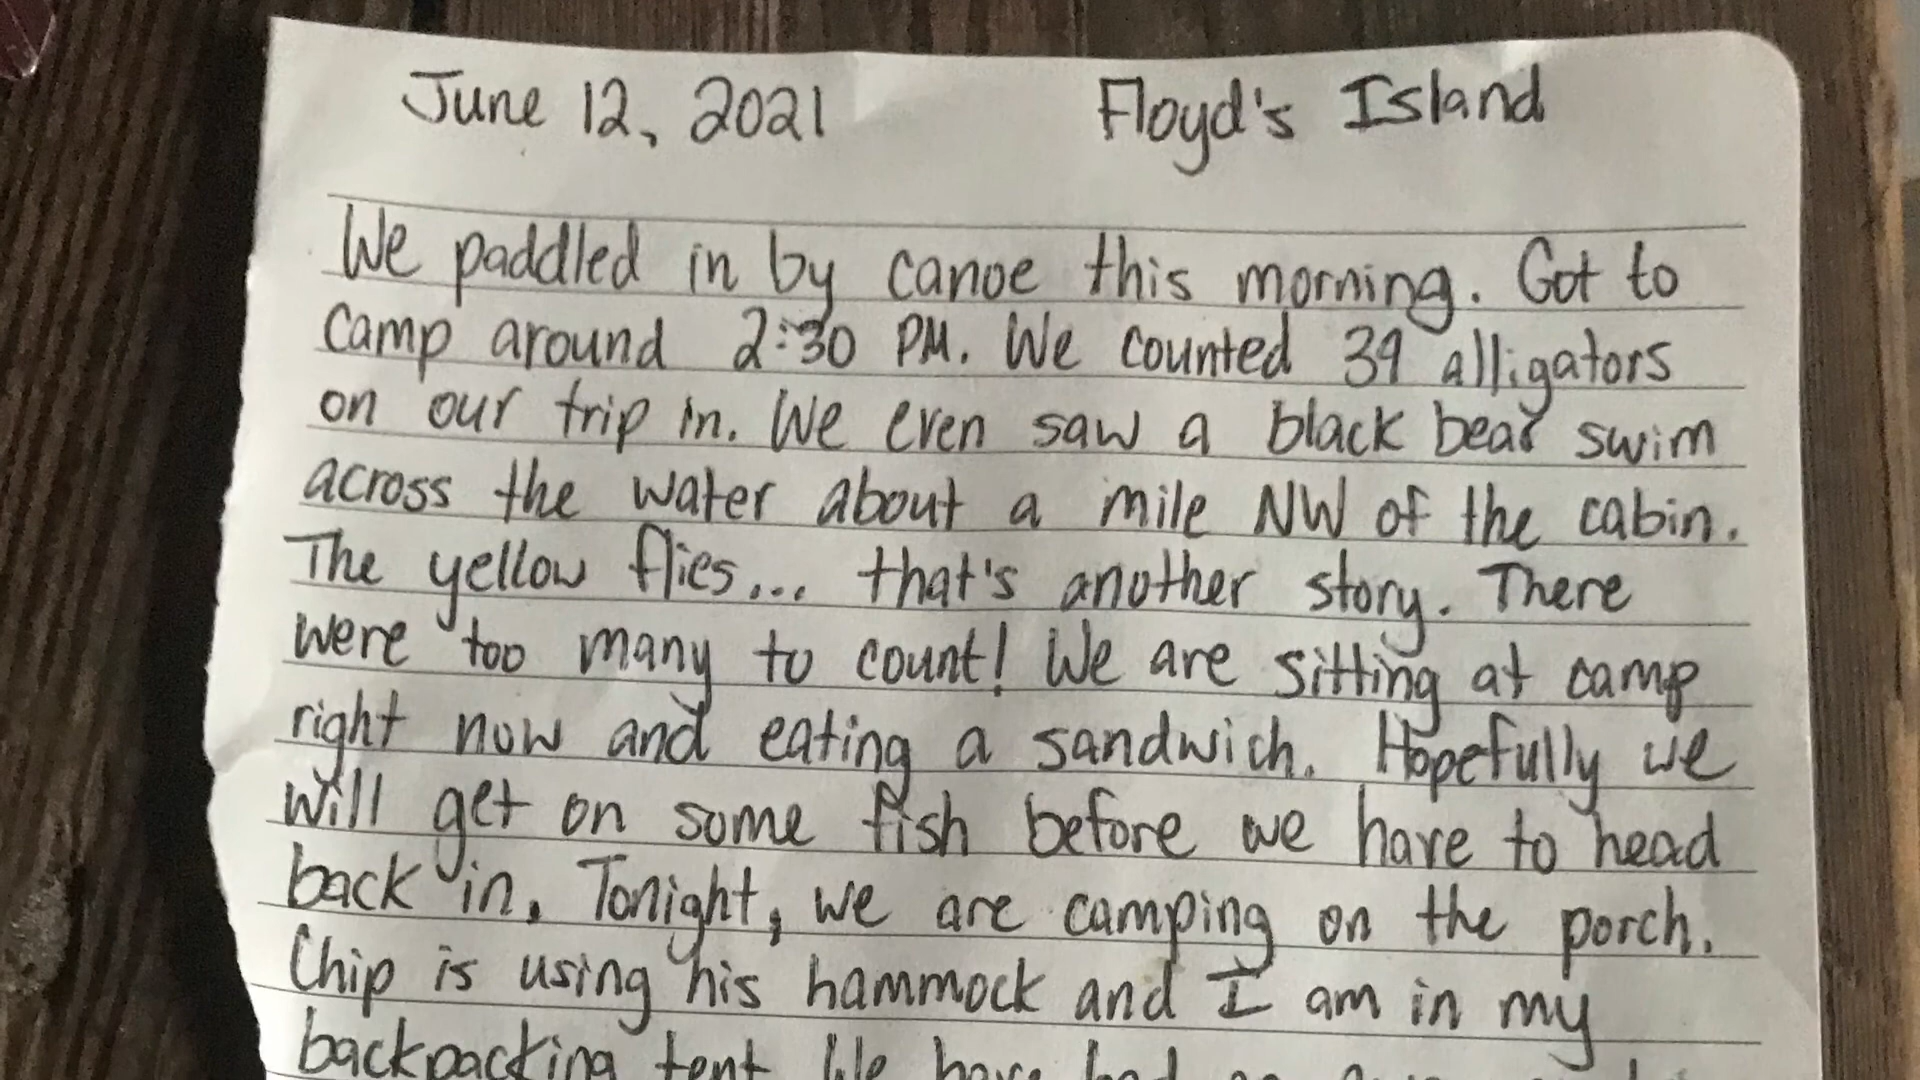 June 12, 2021 Floyd's Island
We paddled in by canoe this morning. Got to
camp around 2:30 PM. We counted 39 alligators
on our trip in. We even saw a black bear swim
across the water about a mile NW of the cabin.
The yellow flies... that's another story. There
were too many to count! We are sitting at camp
right now and eating a sandwich. Hopefully we
will get on some fish before we have to head
back in. Tonight, we are camping on the porch.
Chip is using his hammock and I am in my
backpacking tent. We have had